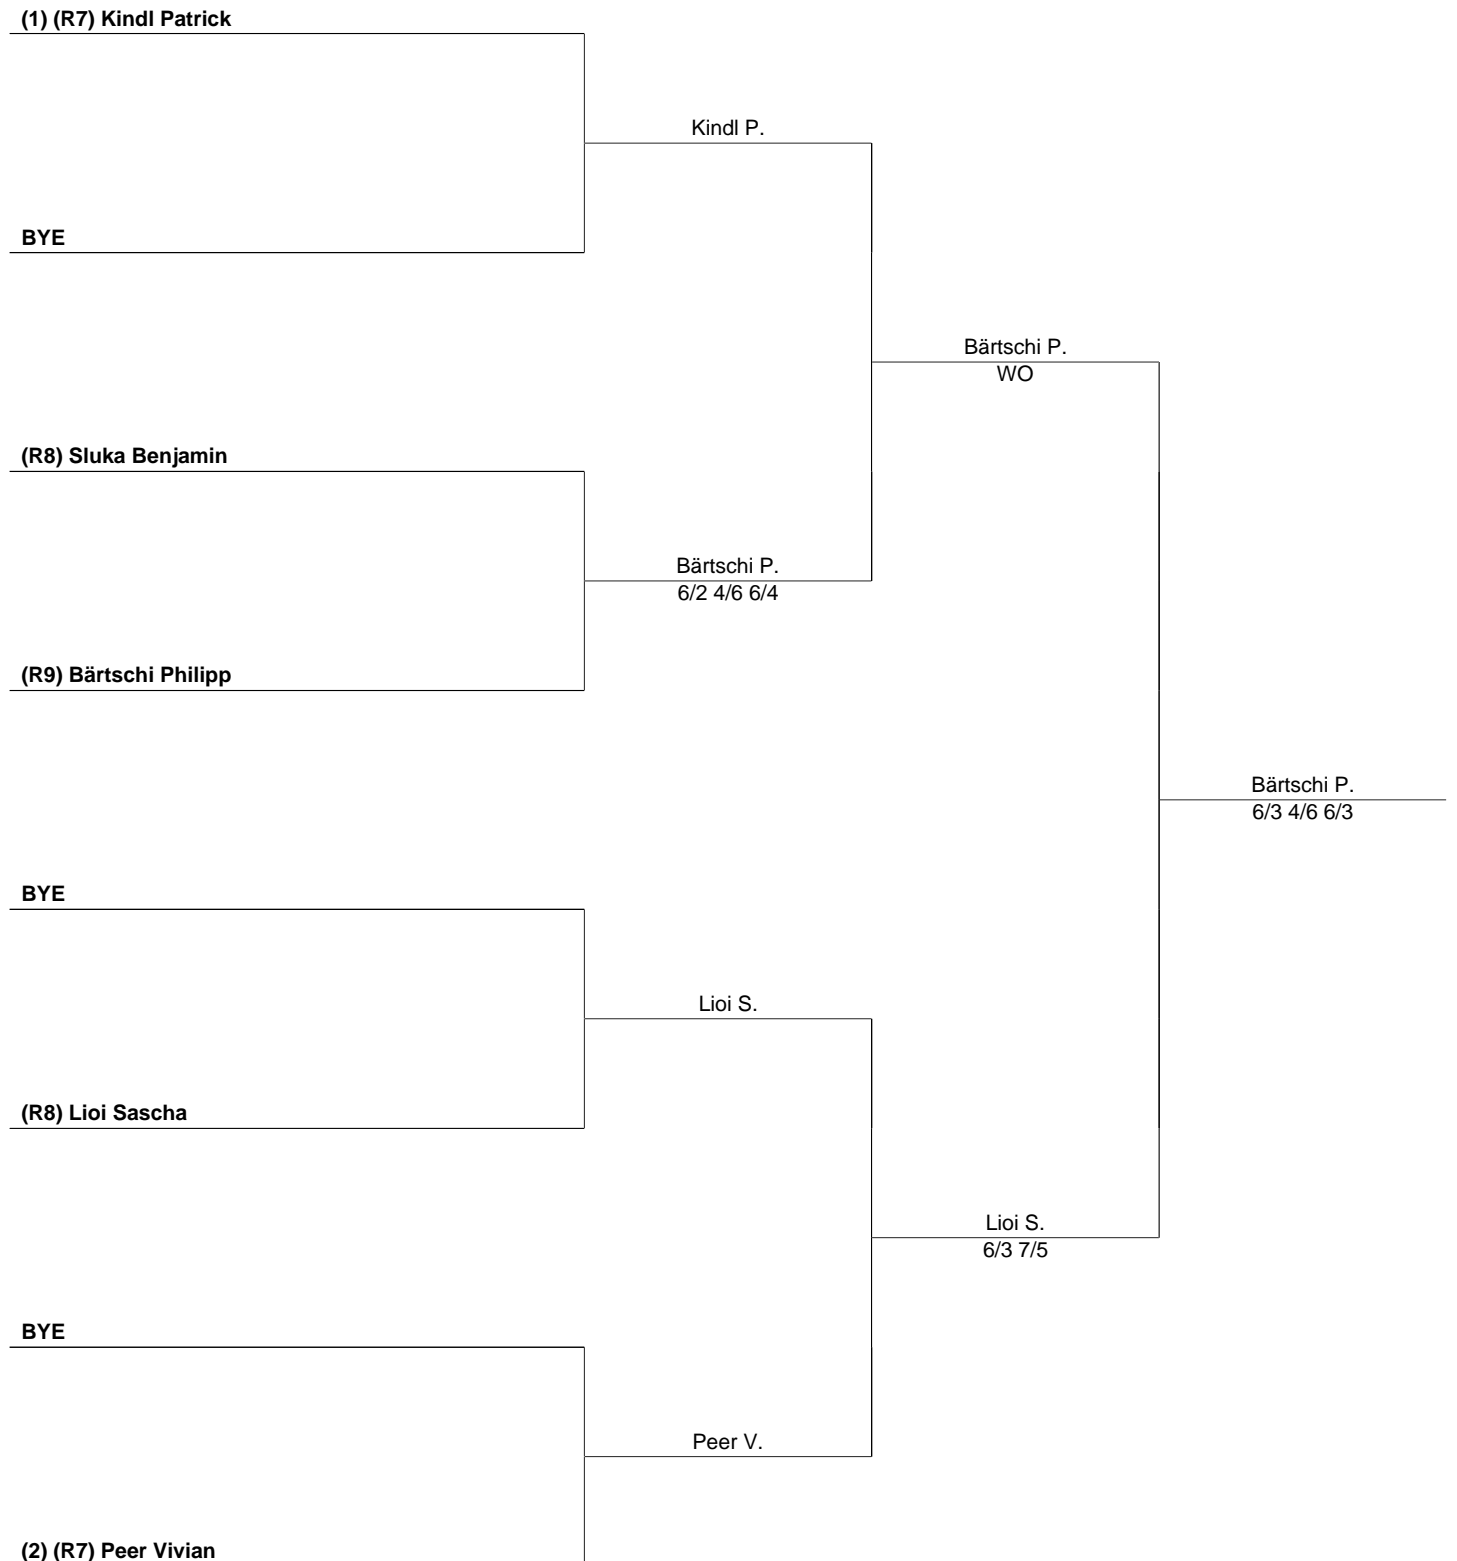 (1) (R7) Kindl Patrick
Kindl P.
BYE
Bärtschi P.
WO
(R8) Sluka Benjamin
Bärtschi P.
6/2 4/6 6/4
(R9) Bärtschi Philipp
Bärtschi P.
6/3 4/6 6/3
BYE
Lioi S.
(R8) Lioi Sascha
Lioi S.
6/3 7/5
BYE
Peer V.
(2) (R7) Peer Vivian